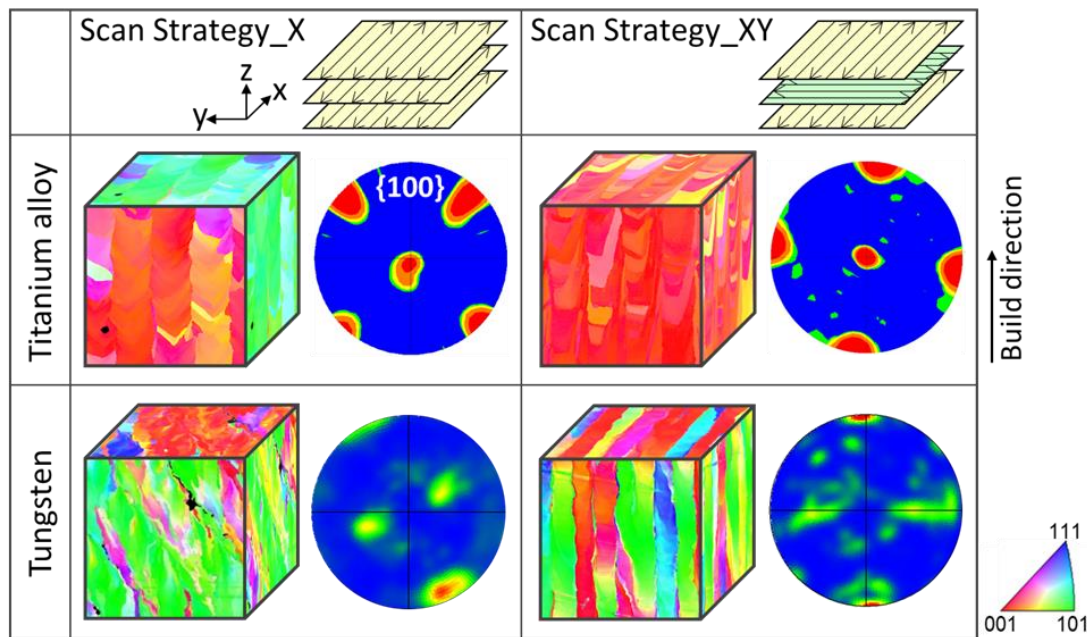 Scan Strategy_X
z
x
y
Scan Strategy_XY
Titanium alloy
{100}
Build direction
Tungsten
111
001
101